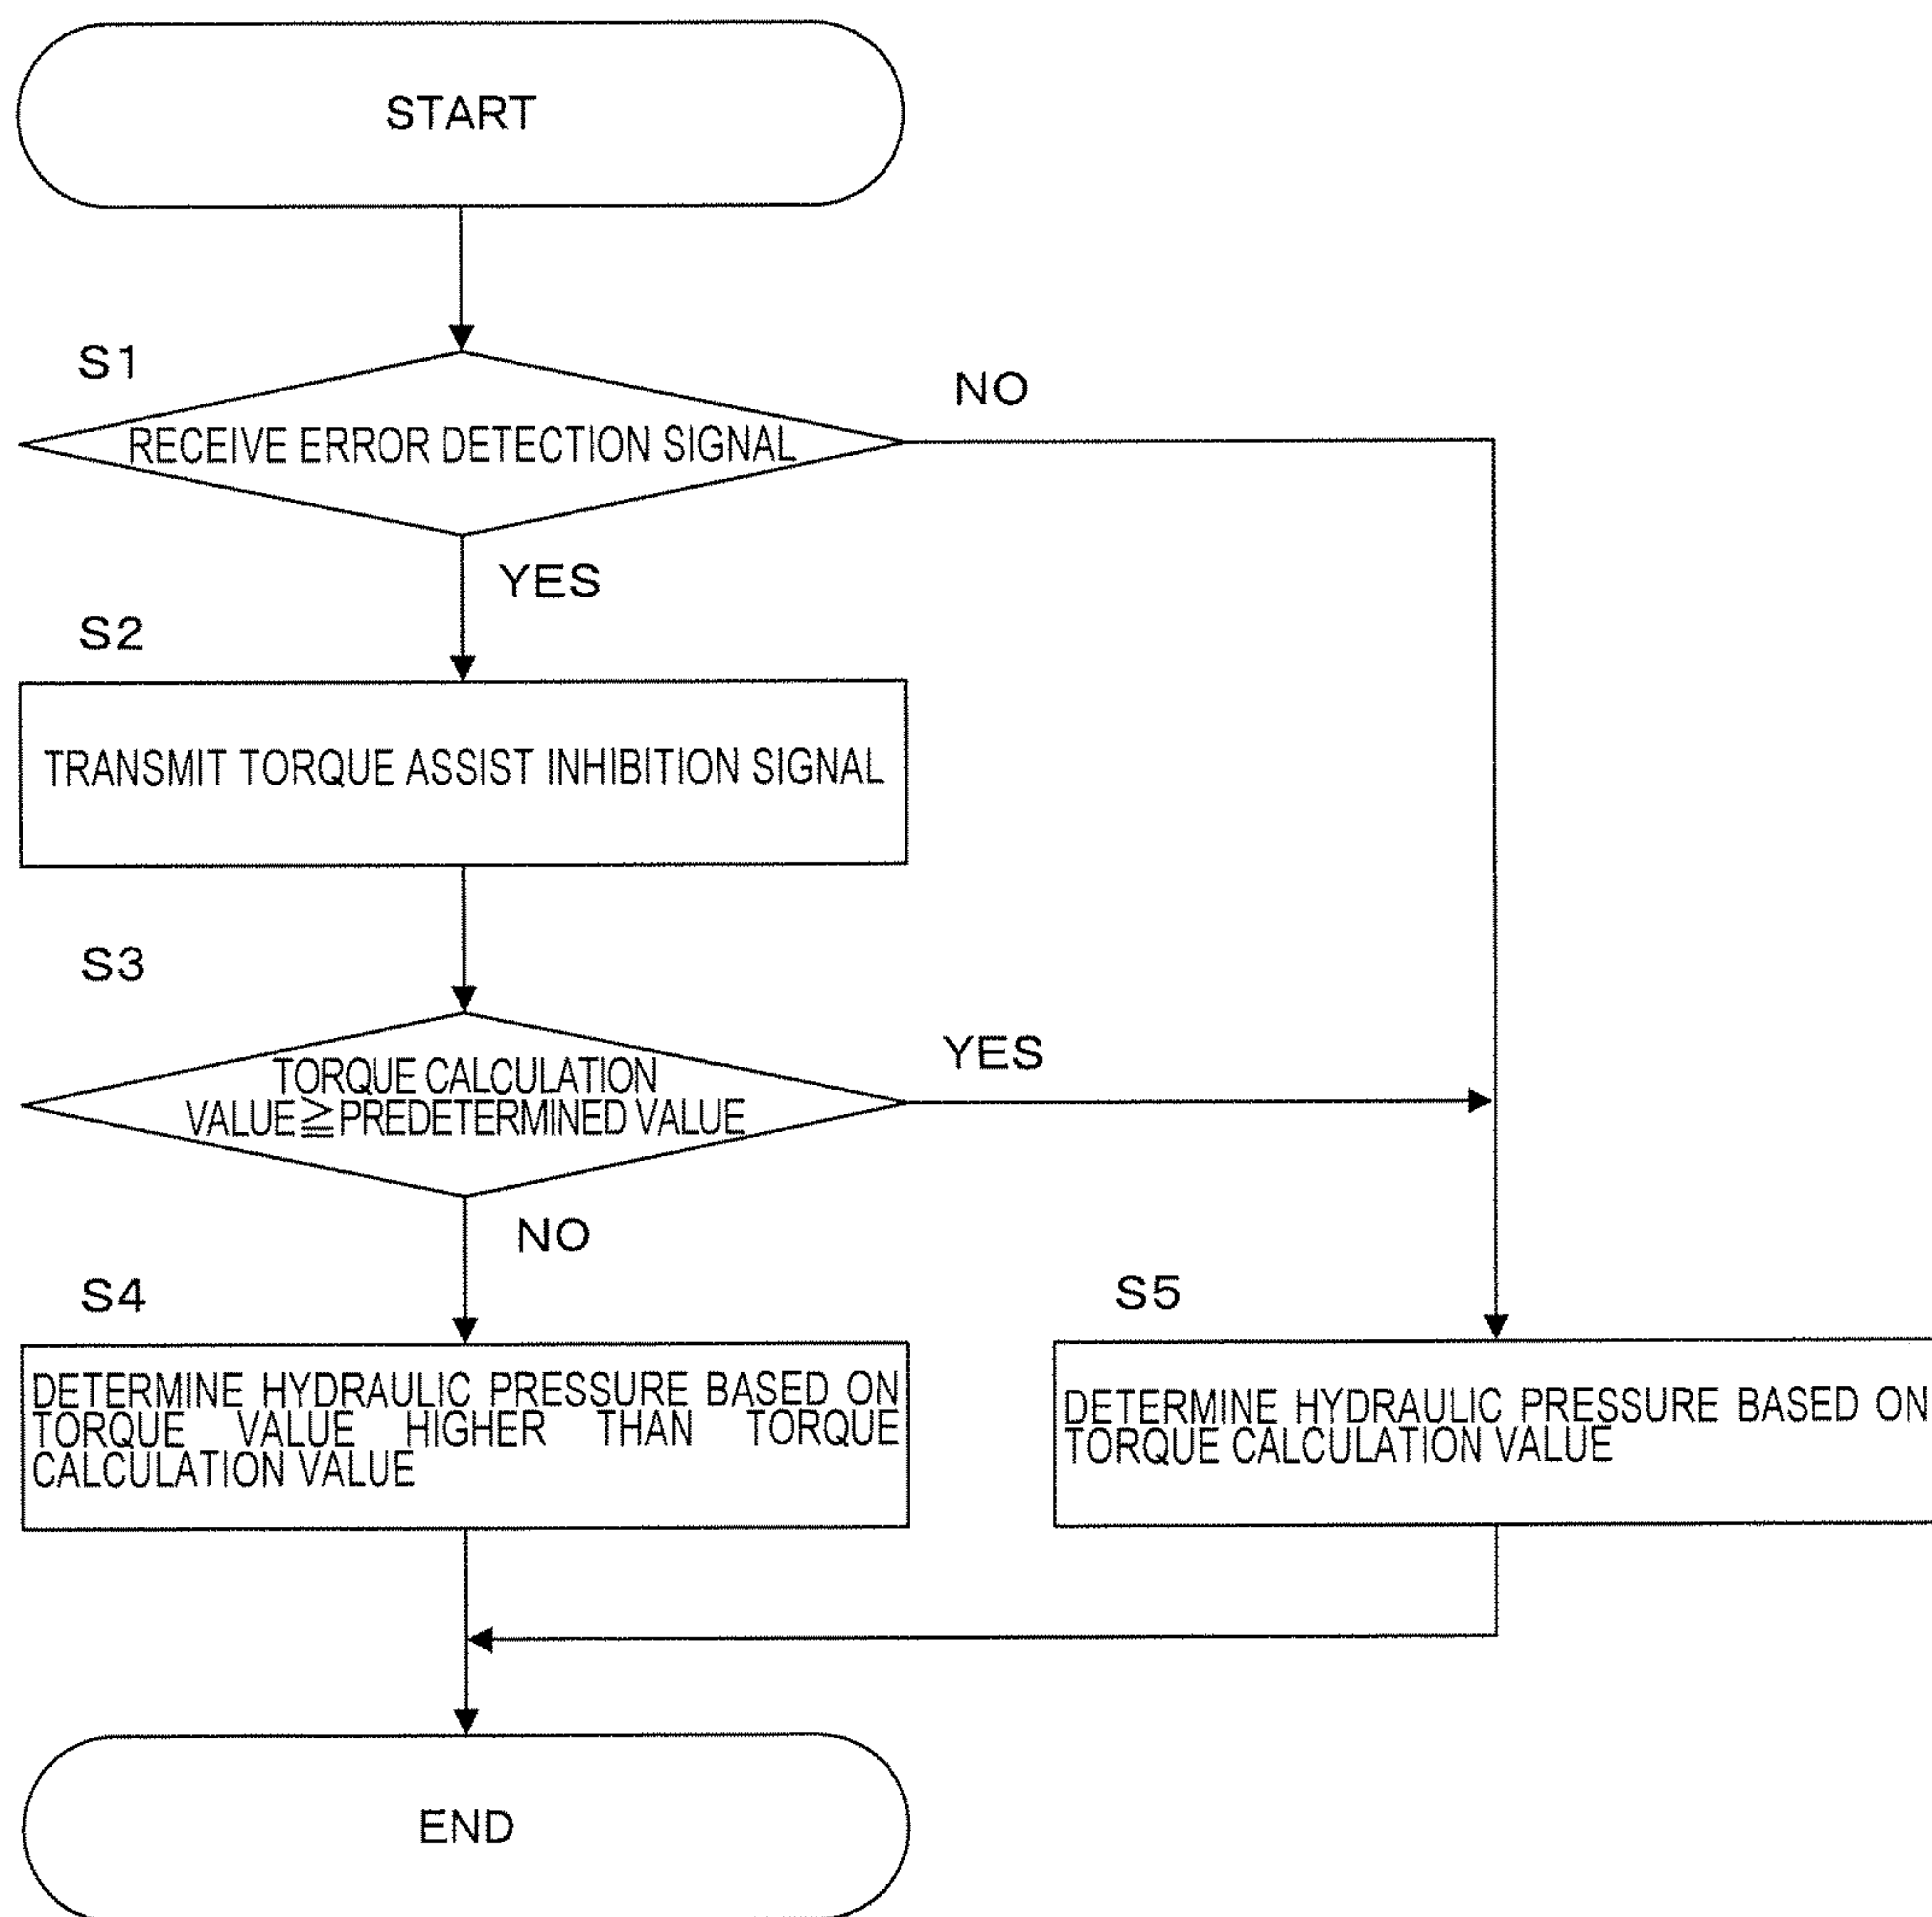 START
S1
NO
RECEIVE ERROR DETECTION SIGNAL
YES
S2
TRANSMIT TORQUE ASSIST INHIBITION SIGNAL
S3
YES
TORQUE CALCULATION
VALUE≧PREDETERMINED VALUE
NO
S4
DETERMINE HYDRAULIC PRESSURE BASED ON
TORQUE VALUE HIGHER THAN TORQUE
CALCULATION VALUE
S5
DETERMINE HYDRAULIC PRESSURE BASED ON
TORQUE CALCULATION VALUE
END